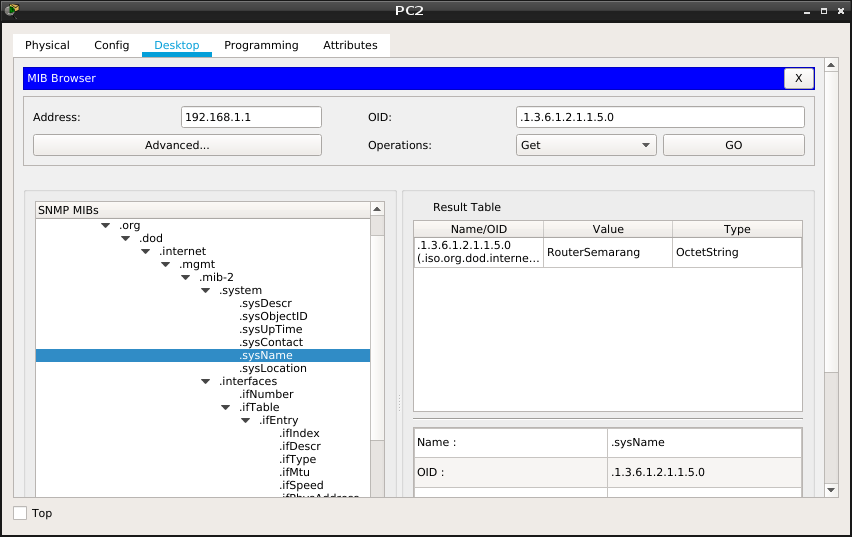 PC2
Physical Config Desktop Programming Attributes
MIB Browser X
Address: 192.168.1.1 OID: .1.3.6.1.2.1.1.5.0
Advanced... Operations: Get GO
SNMP MIBs
.org
.dod
.internet
.mgmt
.mib-2
.system
.sysDescr
.sysObjectID
.sysUpTime
.sysContact
.sysName
.sysLocation
.interfaces
.ifNumber
.ifTable
.ifEntry
.ifIndex
.ifDescr
.ifType
.ifMtu
.ifSpeed
.ifPhysAddress
Result Table
Name/OID Value Type
.1.3.6.1.2.1.1.5.0 RouterSemarang OctetString
(.iso.org.dod.interne...
Name : .sysName
OID : .1.3.6.1.2.1.1.5.0
Top